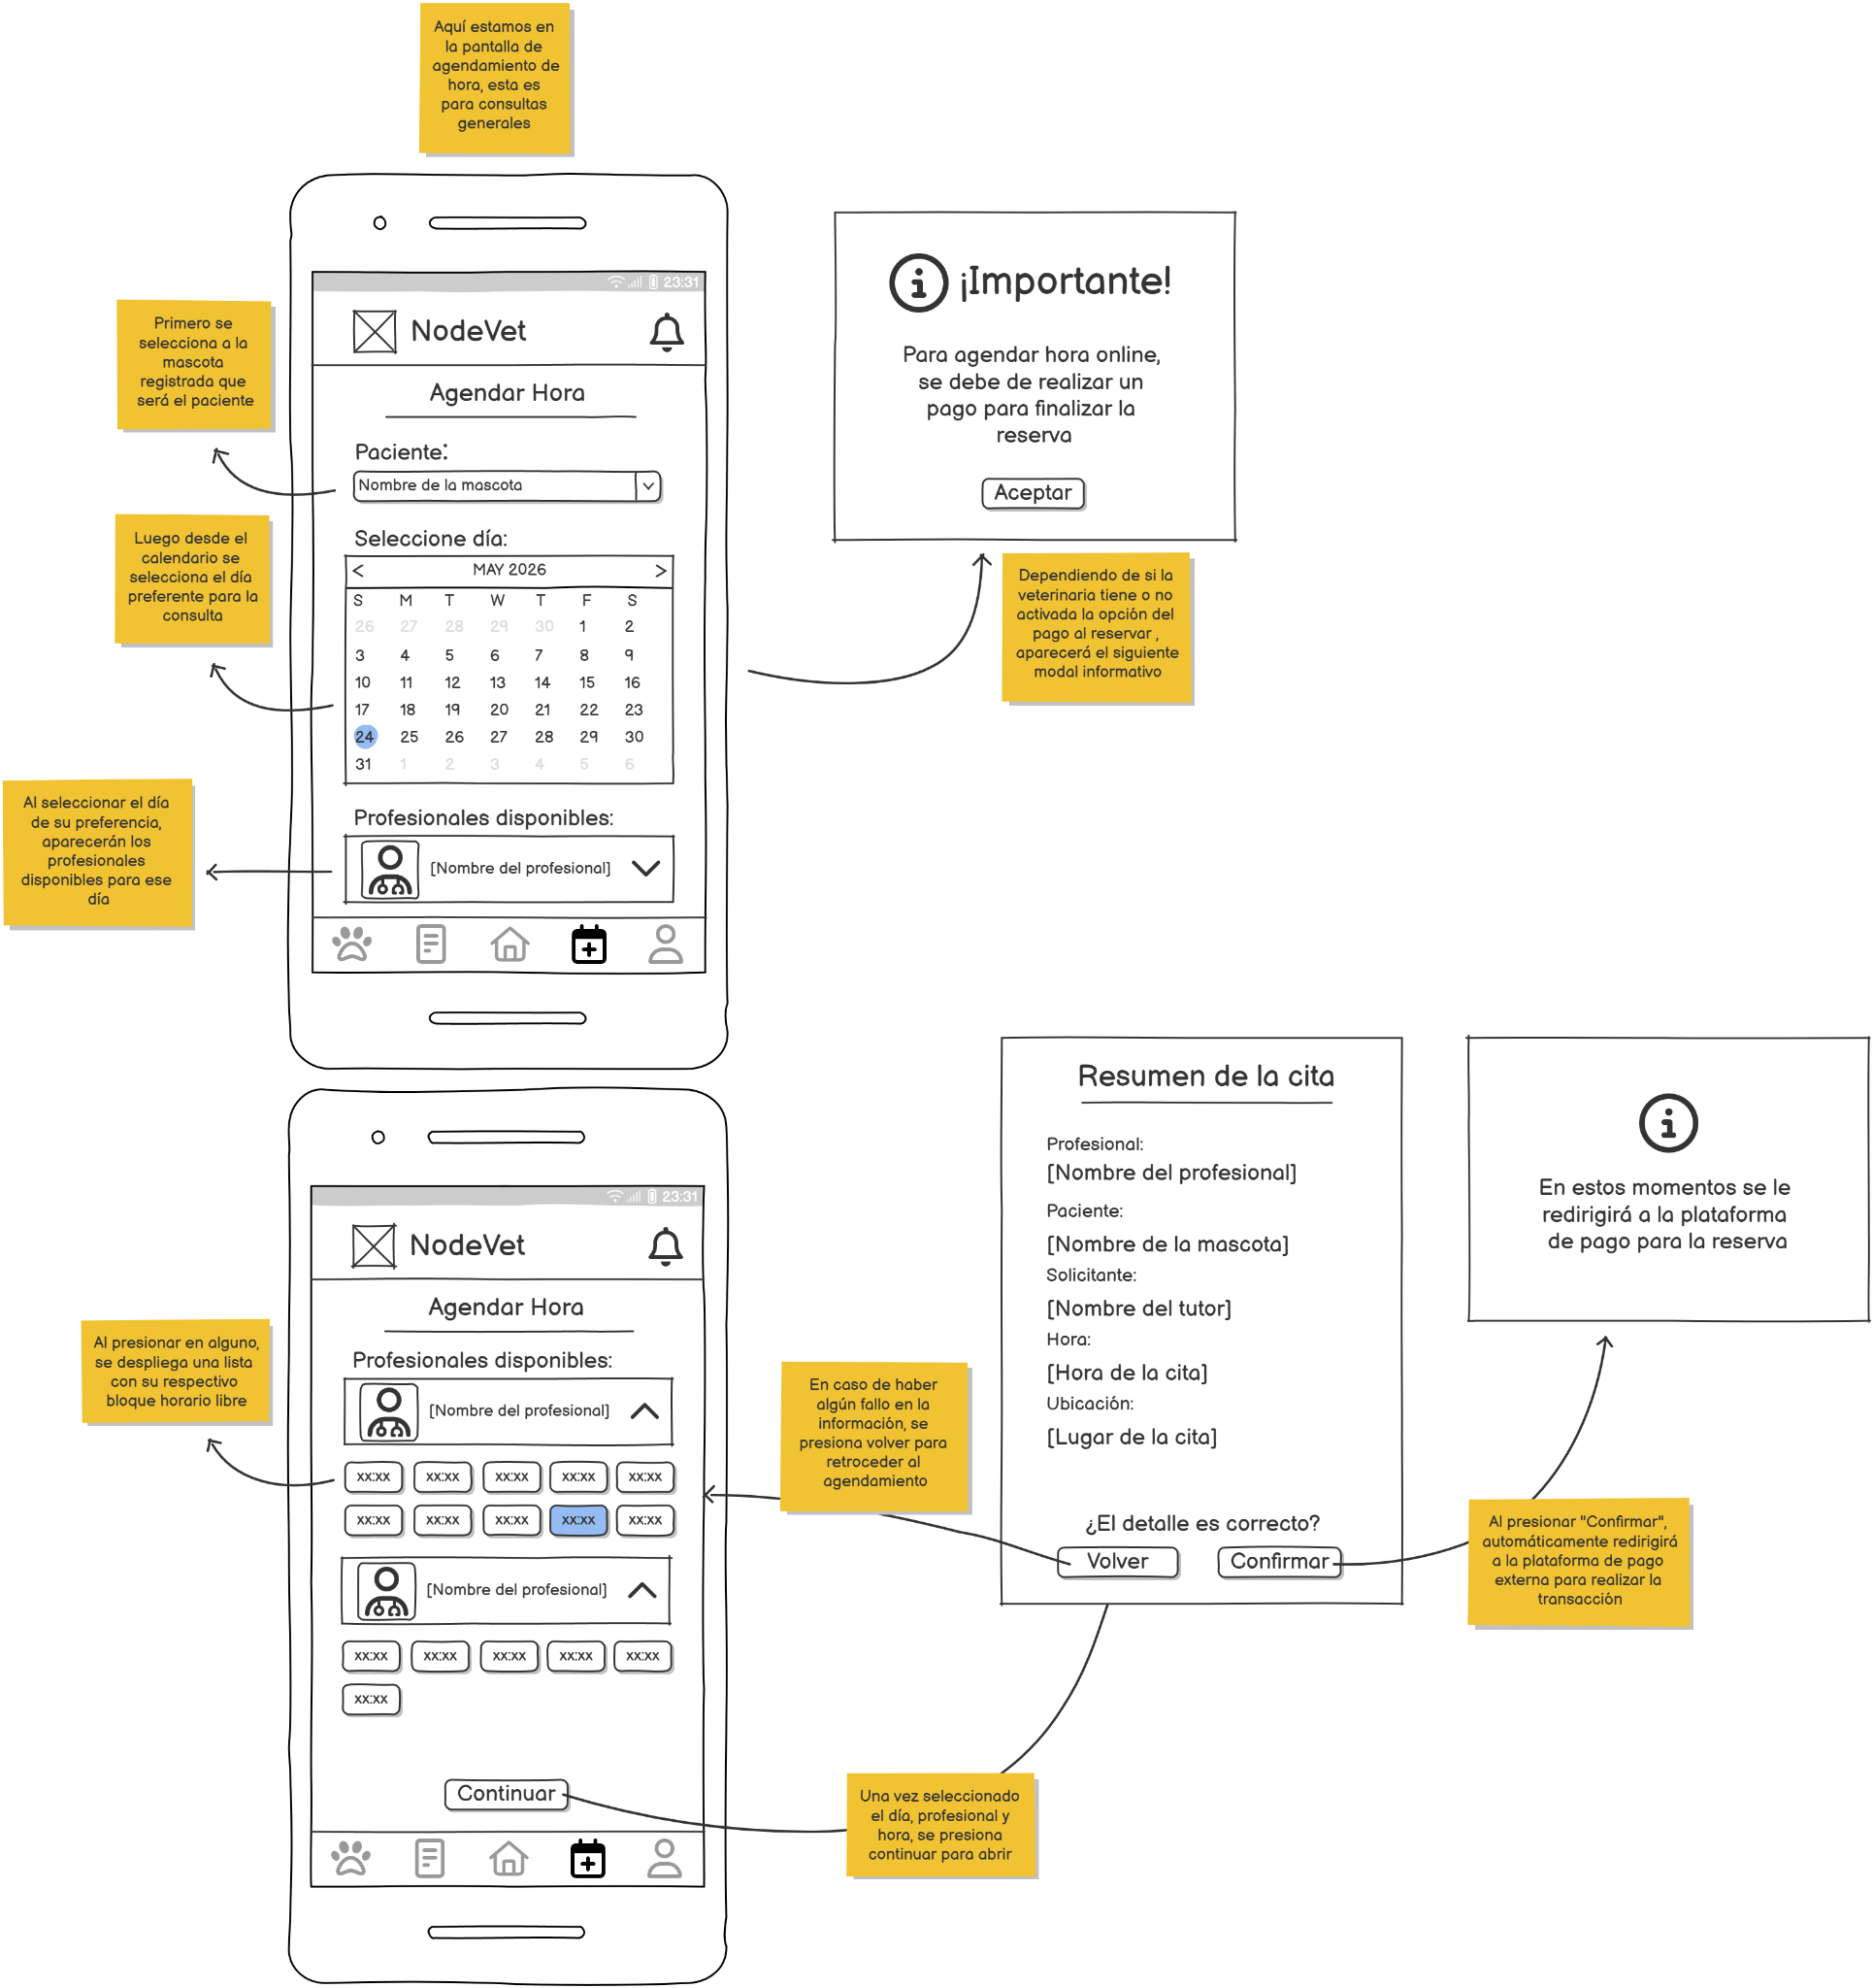 Aquí estamos en
la pantalla de
agendamiento de
hora, esta es
para consultas
generales
23:31
NodeVet
Agendar Hora
Paciente:
Nombre de la mascota
Seleccione día:
< MAY 2026 >
S M T W T F S
26 27 28 29 30 1 2
3 4 5 6 7 8 9
10 11 12 13 14 15 16
17 18 19 20 21 22 23
24 25 26 27 28 29 30
31 1 2 3 4 5 6
Profesionales disponibles:
[Nombre del profesional]
Primero se
selecciona a la
mascota
registrada que
será el paciente
Luego desde el
calendario se
selecciona el día
preferente para la
consulta
Al seleccionar el día
de su preferencia,
aparecerán los
profesionales
disponibles para ese
día
¡Importante!
Para agendar hora online,
se debe de realizar un
pago para finalizar la
reserva
Aceptar
Dependiendo de si la
veterinaria tiene o no
activada la opción del
pago al reservar ,
aparecerá el siguiente
modal informativo
23:31
NodeVet
Agendar Hora
Profesionales disponibles:
[Nombre del profesional]
xx:xx xx:xx xx:xx xx:xx xx:xx
xx:xx xx:xx xx:xx xx:xx xx:xx
[Nombre del profesional]
xx:xx xx:xx xx:xx xx:xx xx:xx
xx:xx
Continuar
Al presionar en alguno,
se despliega una lista
con su respectivo
bloque horario libre
En caso de haber
algún fallo en la
información, se
presiona volver para
retroceder al
agendamiento
Una vez seleccionado
el día, profesional y
hora, se presiona
continuar para abrir
Resumen de la cita
Profesional:
[Nombre del profesional]
Paciente:
[Nombre de la mascota]
Solicitante:
[Nombre del tutor]
Hora:
[Hora de la cita]
Ubicación:
[Lugar de la cita]
¿El detalle es correcto?
Volver Confirmar
En estos momentos se le
redirigirá a la plataforma
de pago para la reserva
Al presionar "Confirmar",
automáticamente redirigirá
a la plataforma de pago
externa para realizar la
transacción